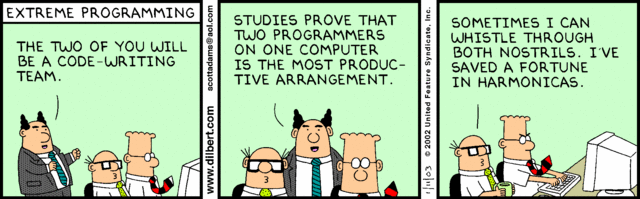 EXTREME PROGRAMMING
THE TWO OF YOU WILL
BE A CODE-WRITING
TEAM.
www.dilbert.com
scottadams@aol.com
STUDIES PROVE THAT
TWO PROGRAMMERS
ON ONE COMPUTER
IS THE MOST PRODUC-
TIVE ARRANGEMENT.
1/11/03 © 2002 United Feature Syndicate, Inc.
SOMETIMES I CAN
WHISTLE THROUGH
BOTH NOSTRILS. I'VE
SAVED A FORTUNE
IN HARMONICAS.